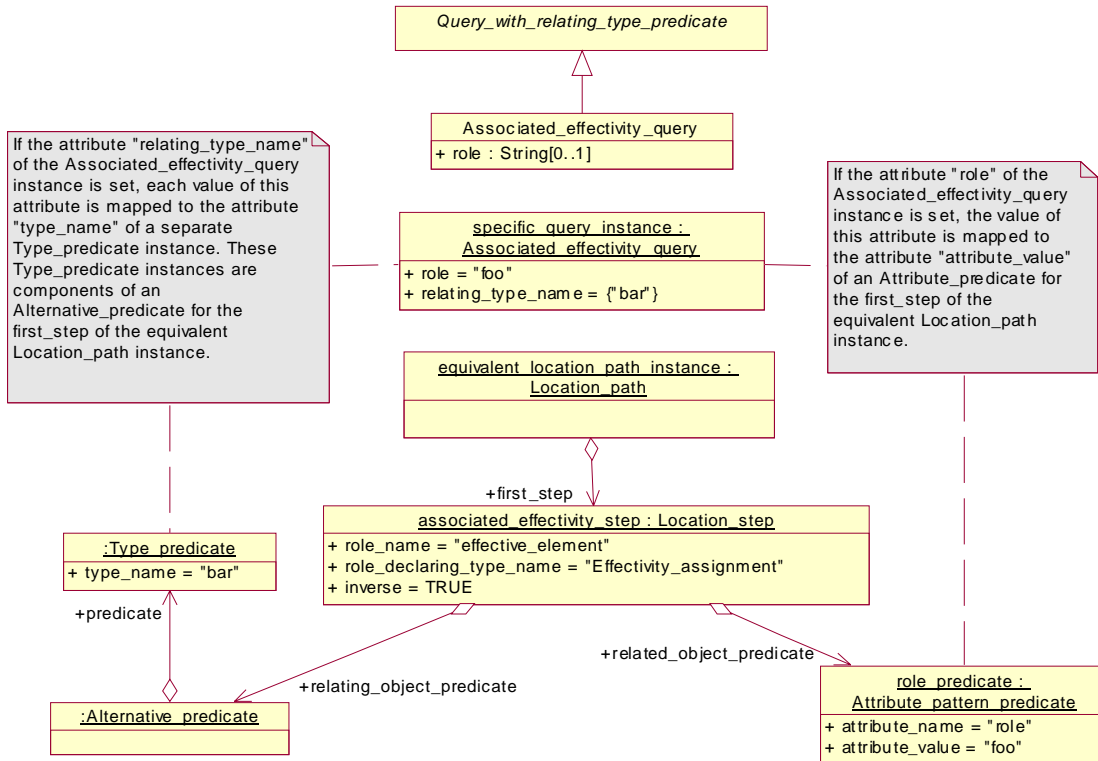 Query_with_relating_type_predicate
Associated_effectivity_query
+ role : String[0..1]
If the attribute "relating_type_name"
of the Associated_effectivity_query
instance is set, each value of this
attribute is mapped to the attribute
"type_name" of a separate
Type_predicate instance. These
Type_predicate instances are
components of an
Alternative_predicate for the
first_step of the equivalent
Location_path instance.
specific_query_instance :
Associated_effectivity_query
+ role = "foo"
+ relating_type_name = {"bar"}
If the attribute "role" of the
Associated_effectivity_query
instance is set, the value of
this attribute is mapped to
the attribute "attribute_value"
of an Attribute_predicate for
the first_step of the
equivalent Location_path
instance.
equivalent_location_path_instance :
Location_path
+first_step
associated_effectivity_step : Location_step
+ role_name = "effective_element"
+ role_declaring_type_name = "Effectivity_assignment"
+ inverse = TRUE
:Type_predicate
+ type_name = "bar"
+predicate
+related_object_predicate
+relating_object_predicate
:Alternative_predicate
role_predicate :
Attribute_pattern_predicate
+ attribute_name = "role"
+ attribute_value = "foo"